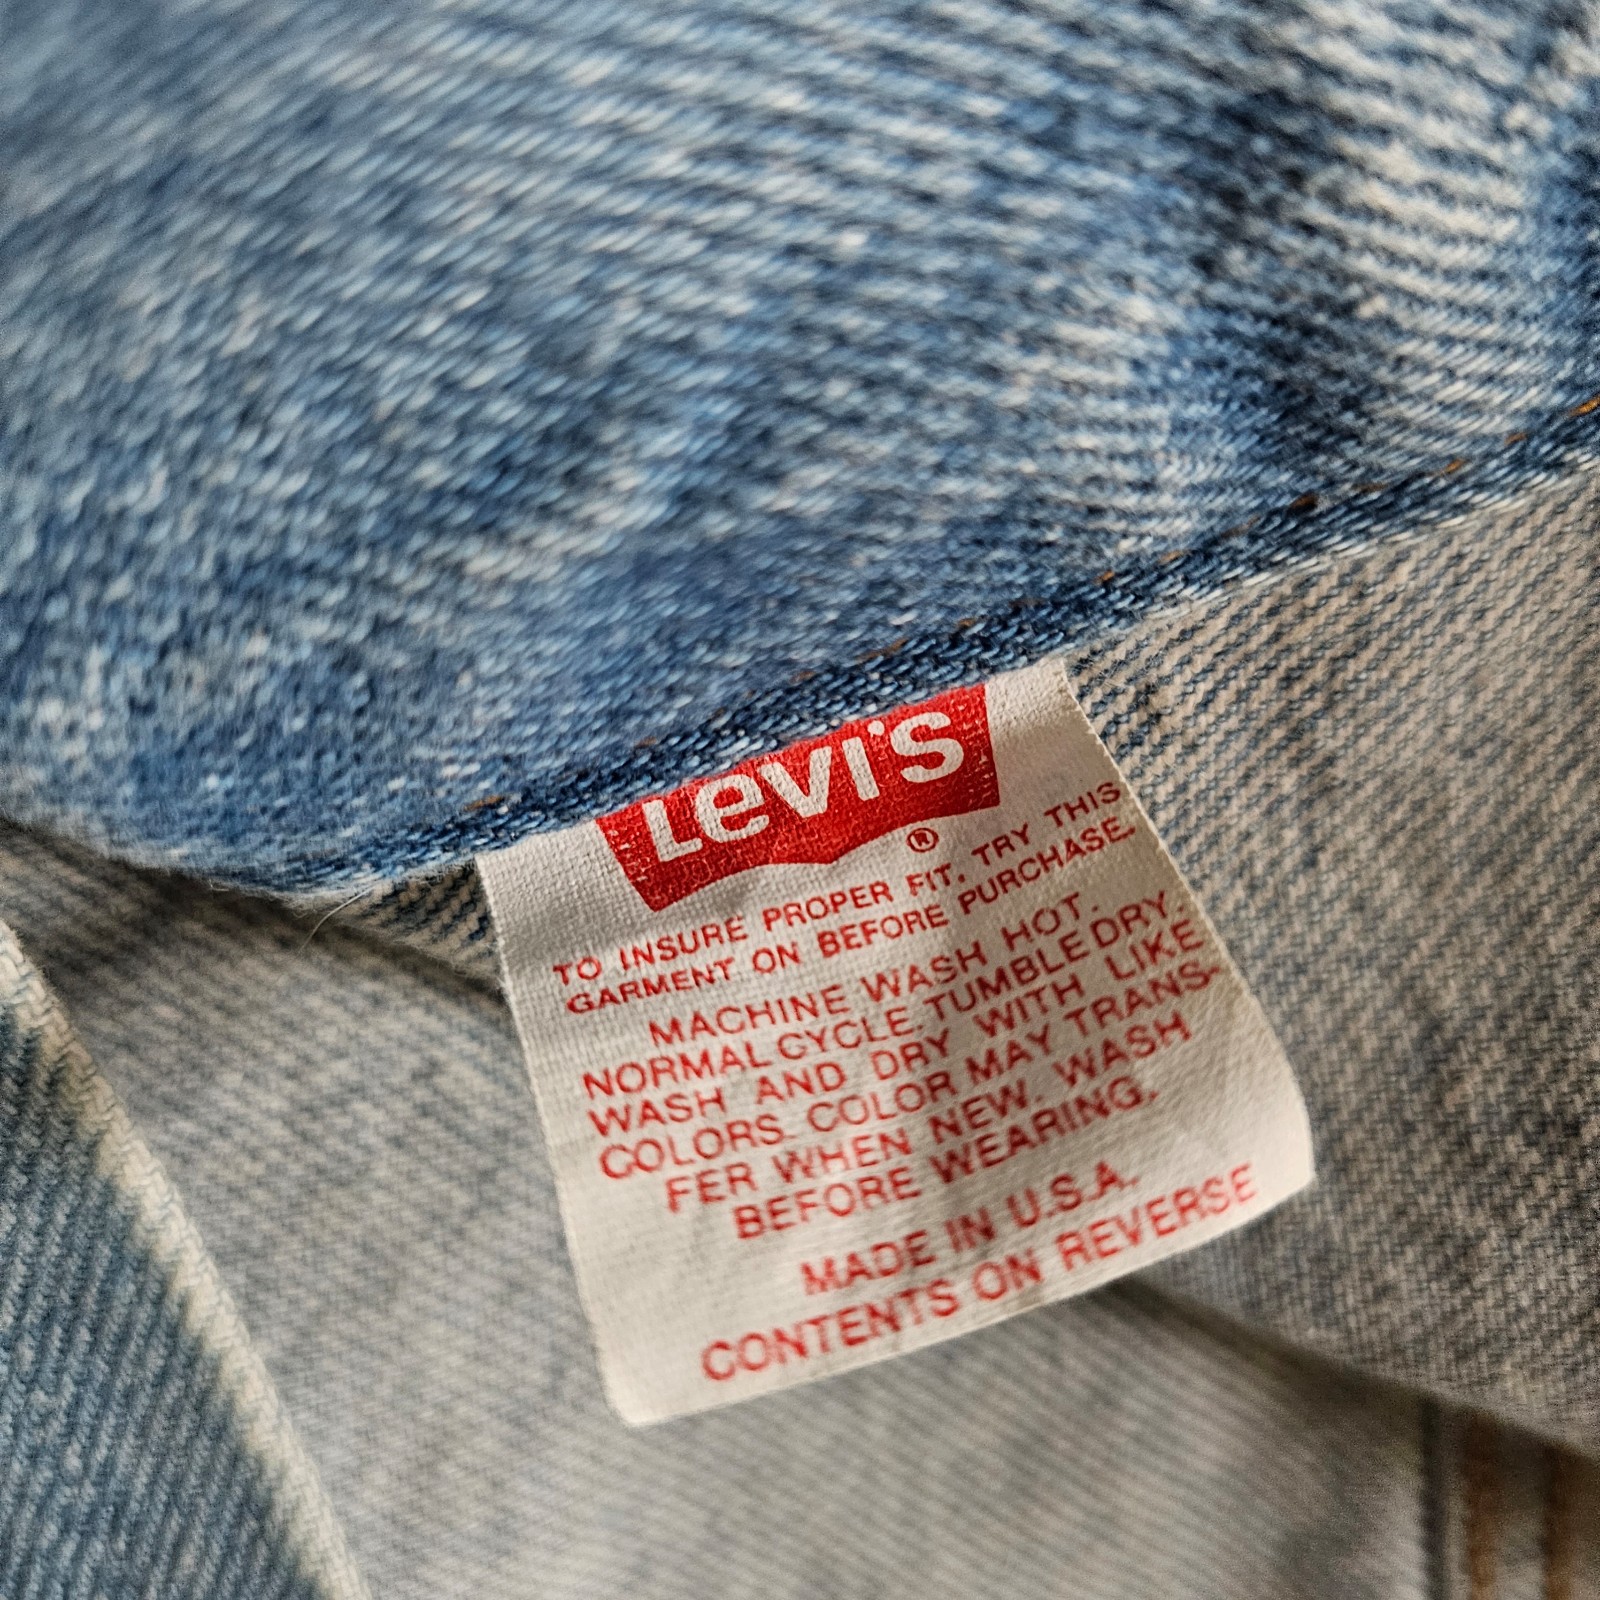 Levi's
®
TO INSURE PROPER FIT, TRY THIS
GARMENT ON BEFORE PURCHASE.
MACHINE WASH HOT.
NORMAL CYCLE. TUMBLE DRY.
WASH AND DRY WITH LIKE
COLORS. COLOR MAY TRANS-
FER WHEN NEW. WASH
BEFORE WEARING.
MADE IN U.S.A.
CONTENTS ON REVERSE